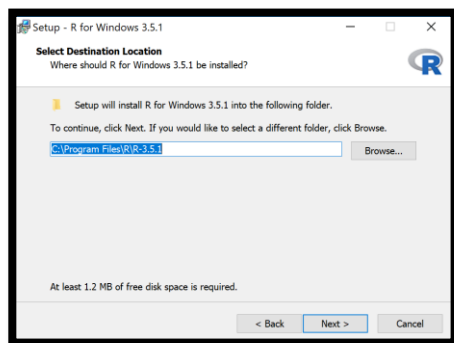 Setup - R for Windows 3.5.1
Select Destination Location
Where should R for Windows 3.5.1 be installed?
R
Setup will install R for Windows 3.5.1 into the following folder.
To continue, click Next. If you would like to select a different folder, click Browse.
C:\Program Files\R\R-3.5.1
Browse...
At least 1.2 MB of free disk space is required.
< Back
Next >
Cancel